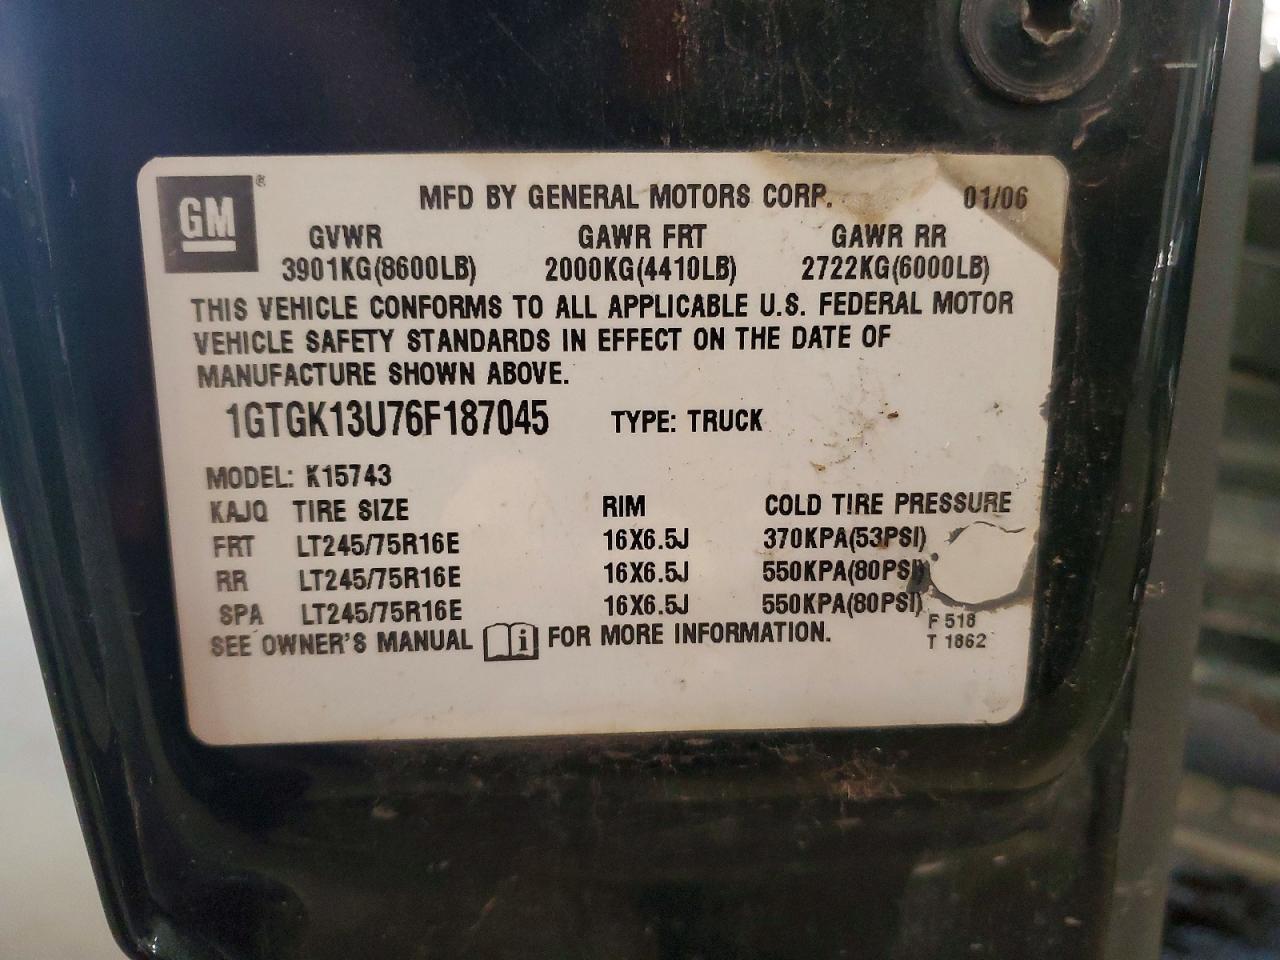 GM ®
MFD BY GENERAL MOTORS CORP. 01/06
GVWR GAWR FRT GAWR RR
3901KG(8600LB) 2000KG(4410LB) 2722KG(6000LB)
THIS VEHICLE CONFORMS TO ALL APPLICABLE U.S. FEDERAL MOTOR
VEHICLE SAFETY STANDARDS IN EFFECT ON THE DATE OF
MANUFACTURE SHOWN ABOVE.
1GTGK13U76F187045 TYPE: TRUCK
MODEL: K15743
KAJQ TIRE SIZE RIM COLD TIRE PRESSURE
FRT LT245/75R16E 16X6.5J 370KPA(53PSI)
RR LT245/75R16E 16X6.5J 550KPA(80PSI)
SPA LT245/75R16E 16X6.5J 550KPA(80PSI)
SEE OWNER'S MANUAL i FOR MORE INFORMATION.
F 518
T 1862